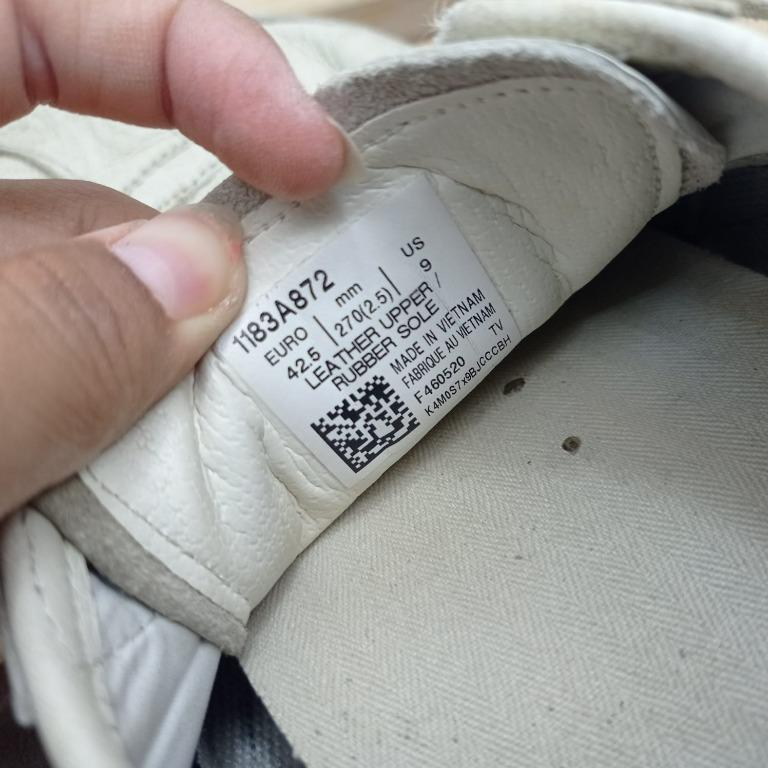 1183A872
EURO | mm | US
42.5 | 270(2.5) | 9
LEATHER UPPER /
RUBBER SOLE
MADE IN VIETNAM
FABRIQUE AU VIETNAM
F460520 TV
K4M0S7x9BJCCCBH